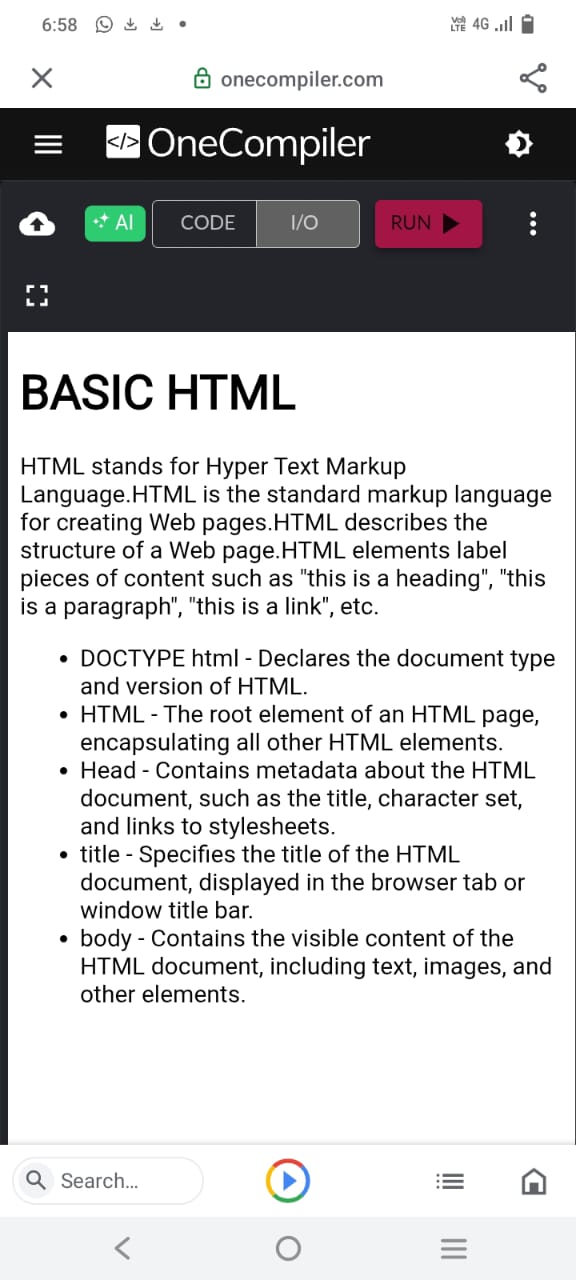 6:58 Vo) LTE 4G
onecompiler.com
</> OneCompiler
AI CODE I/O RUN
BASIC HTML
HTML stands for Hyper Text Markup
Language.HTML is the standard markup language
for creating Web pages.HTML describes the
structure of a Web page.HTML elements label
pieces of content such as "this is a heading", "this
is a paragraph", "this is a link", etc.
• DOCTYPE html - Declares the document type
and version of HTML.
• HTML - The root element of an HTML page,
encapsulating all other HTML elements.
• Head - Contains metadata about the HTML
document, such as the title, character set,
and links to stylesheets.
• title - Specifies the title of the HTML
document, displayed in the browser tab or
window title bar.
• body - Contains the visible content of the
HTML document, including text, images, and
other elements.
Search...